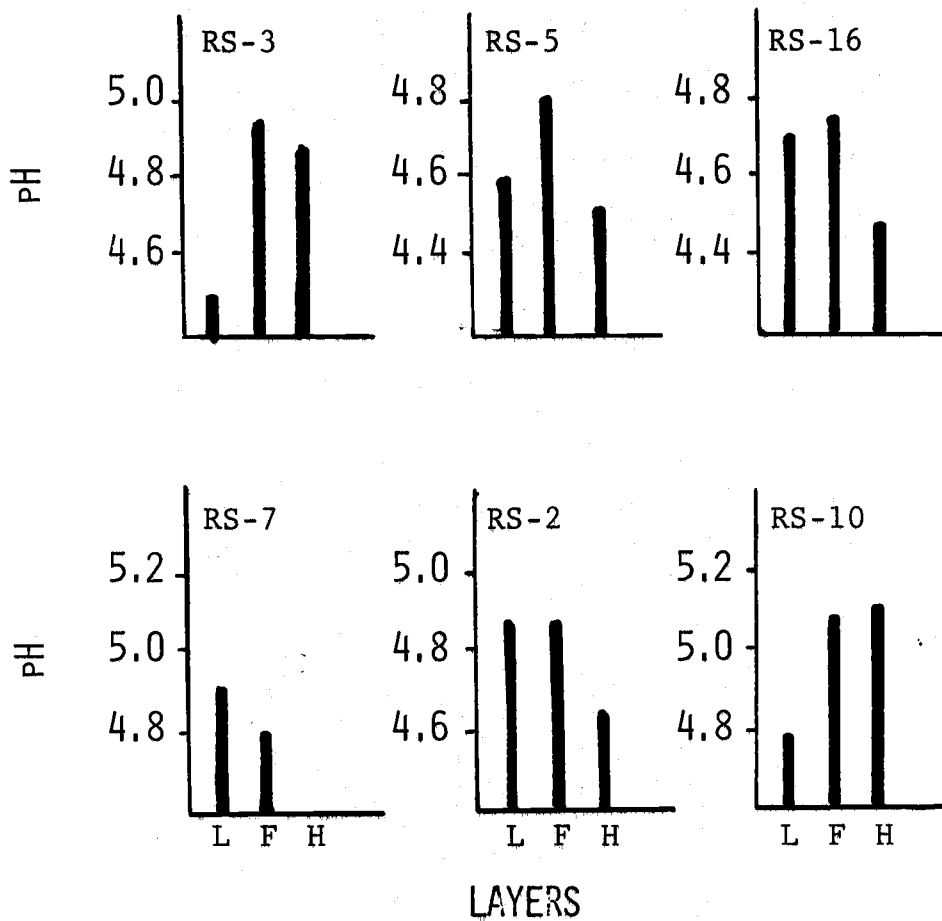 RS-3 RS-5 RS-16
5.0 4.8 4.8
pH
4.8 4.6 4.6
4.6 4.4 4.4
RS-7 RS-2 RS-10
5.2 5.0 5.2
pH
5.0 4.8 5.0
4.8 4.6 4.8
L F H L F H L F H
LAYERS